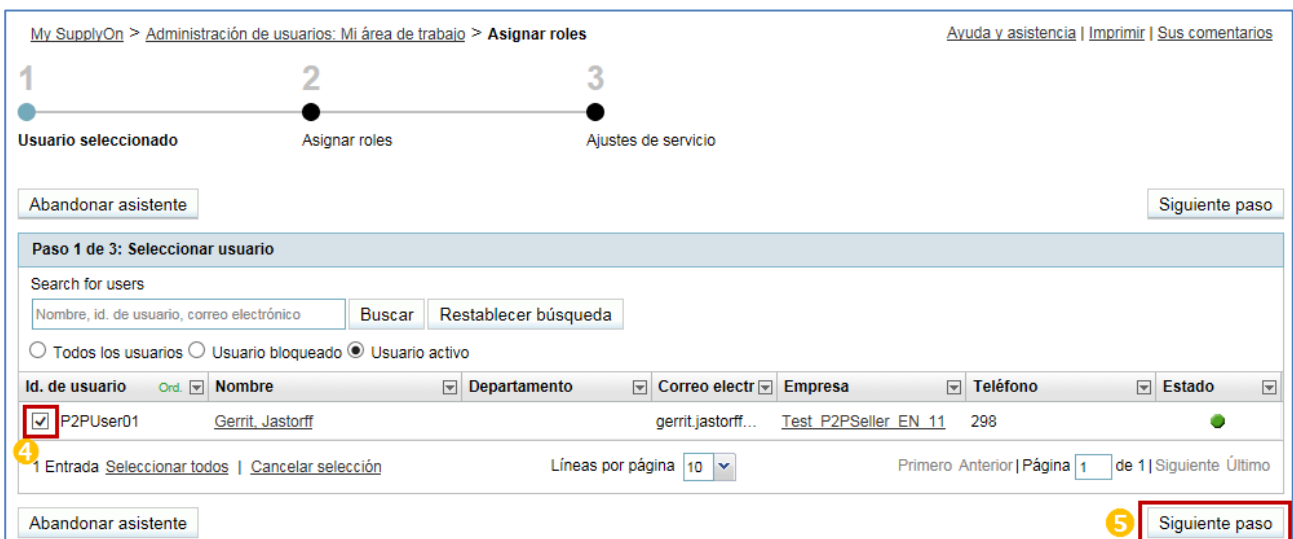 My SupplyOn > Administración de usuarios: Mi área de trabajo > Asignar roles Ayuda y asistencia | Imprimir | Sus comentarios
1 2 3
Usuario seleccionado Asignar roles Ajustes de servicio
Abandonar asistente Siguiente paso
Paso 1 de 3: Seleccionar usuario
Search for users
Nombre, id. de usuario, correo electrónico Buscar Restablecer búsqueda
Todos los usuarios Usuario bloqueado Usuario activo
Id. de usuario Ord. Nombre Departamento Correo electr Empresa Teléfono Estado
P2PUser01 Gerrit, Jastorff gerrit.jastorff... Test_P2PSeller_EN_11 298
4
1 Entrada Seleccionar todos | Cancelar selección Líneas por página 10 Primero Anterior | Página 1 de 1 | Siguiente Último
Abandonar asistente 5 Siguiente paso